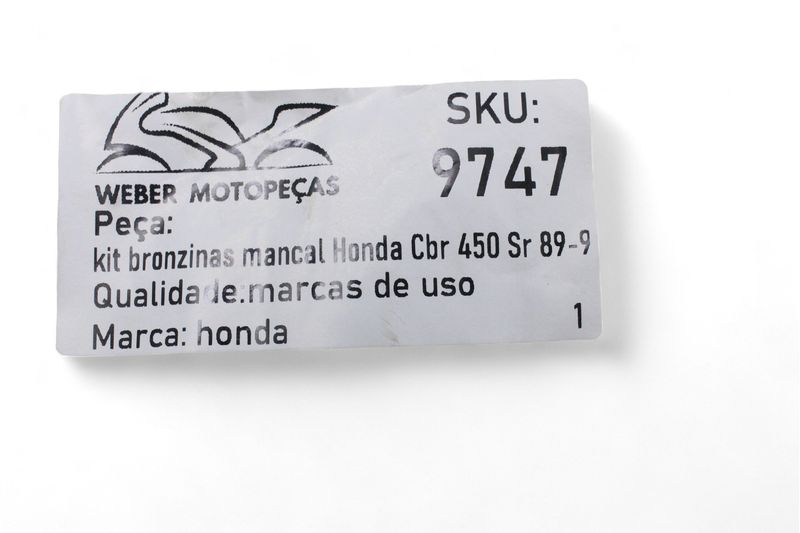 SKU:
9747
WEBER MOTOPEÇAS
Peça:
kit bronzinas mancal Honda Cbr 450 Sr 89-9
Qualidade:marcas de uso
Marca: honda
1